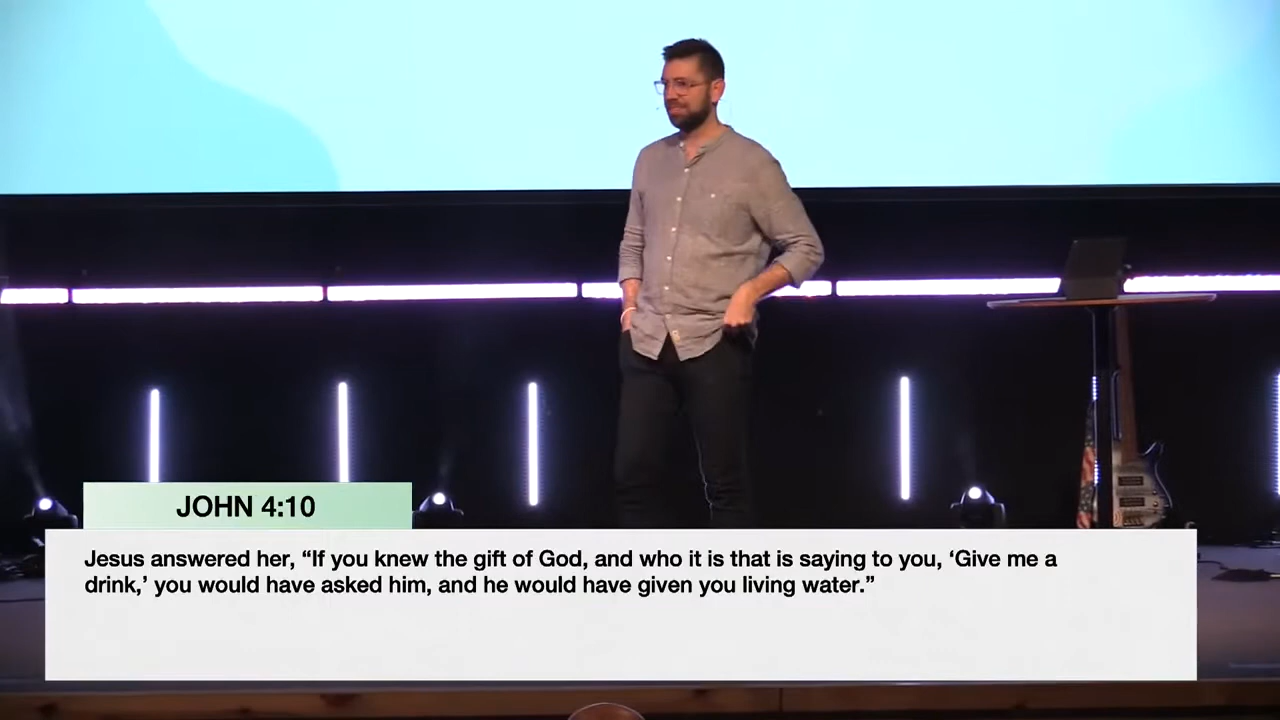 JOHN 4:10
Jesus answered her, “If you knew the gift of God, and who it is that is saying to you, ‘Give me a
drink,’ you would have asked him, and he would have given you living water.”